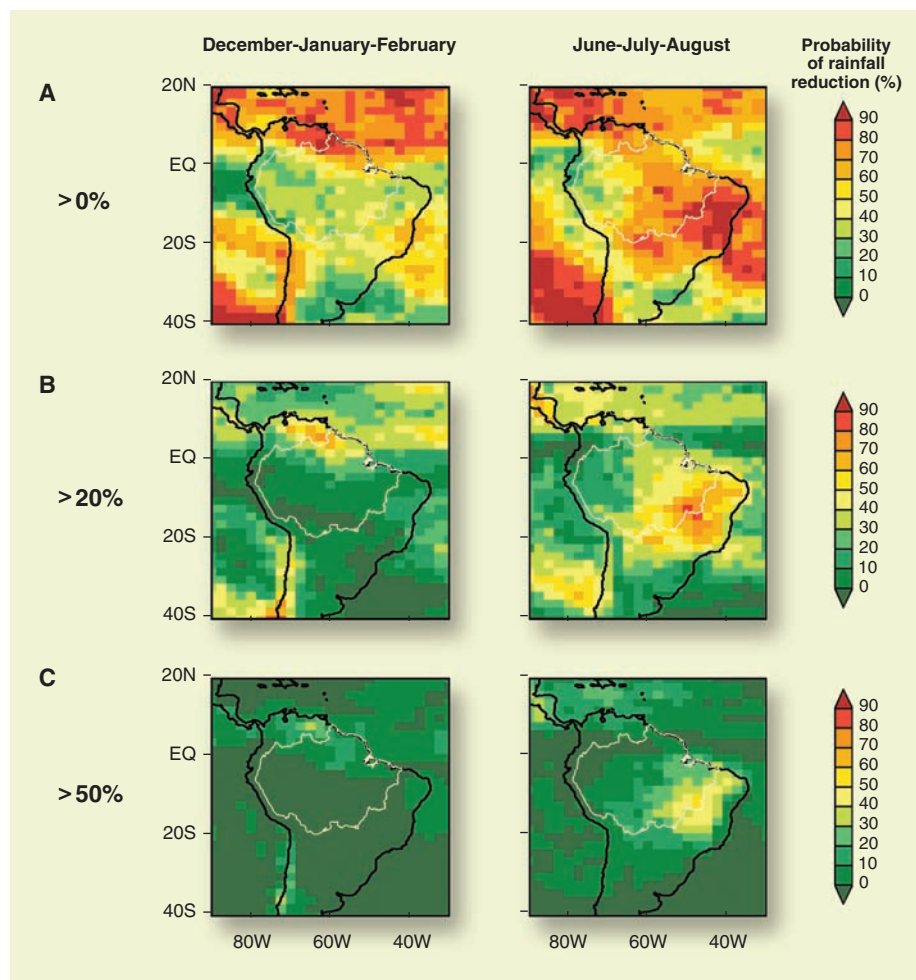 December-January-February
June-July-August
Probability
of rainfall
reduction (%)
A
>0%
20N
EQ
20S
40S
90
80
70
60
50
40
30
20
10
0
B
>20%
20N
EQ
20S
40S
90
80
70
60
50
40
30
20
10
0
C
>50%
20N
EQ
20S
40S
90
80
70
60
50
40
30
20
10
0
80W 60W 40W
80W 60W 40W